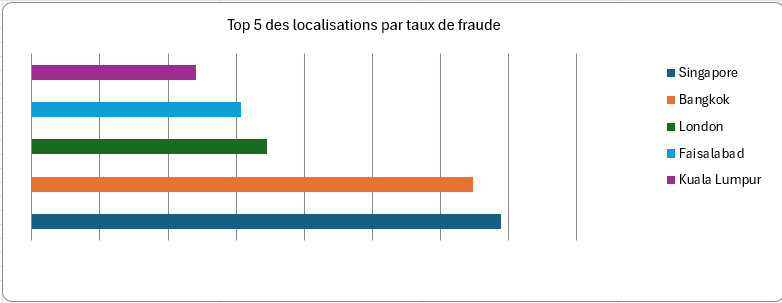 Top 5 des localisations par taux de fraude
Singapore
Bangkok
London
Faisalabad
Kuala Lumpur